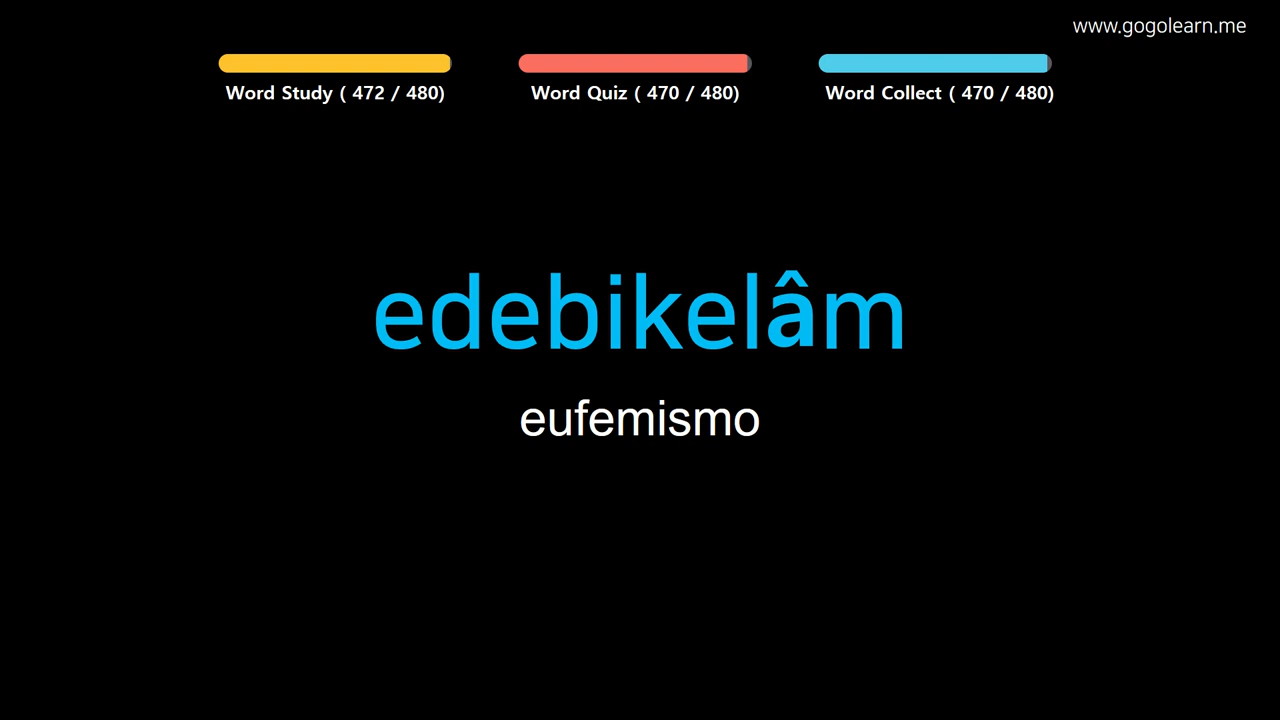 www.gogolearn.me
Word Study ( 472 / 480)
Word Quiz ( 470 / 480)
Word Collect ( 470 / 480)
edebikelâm
eufemismo